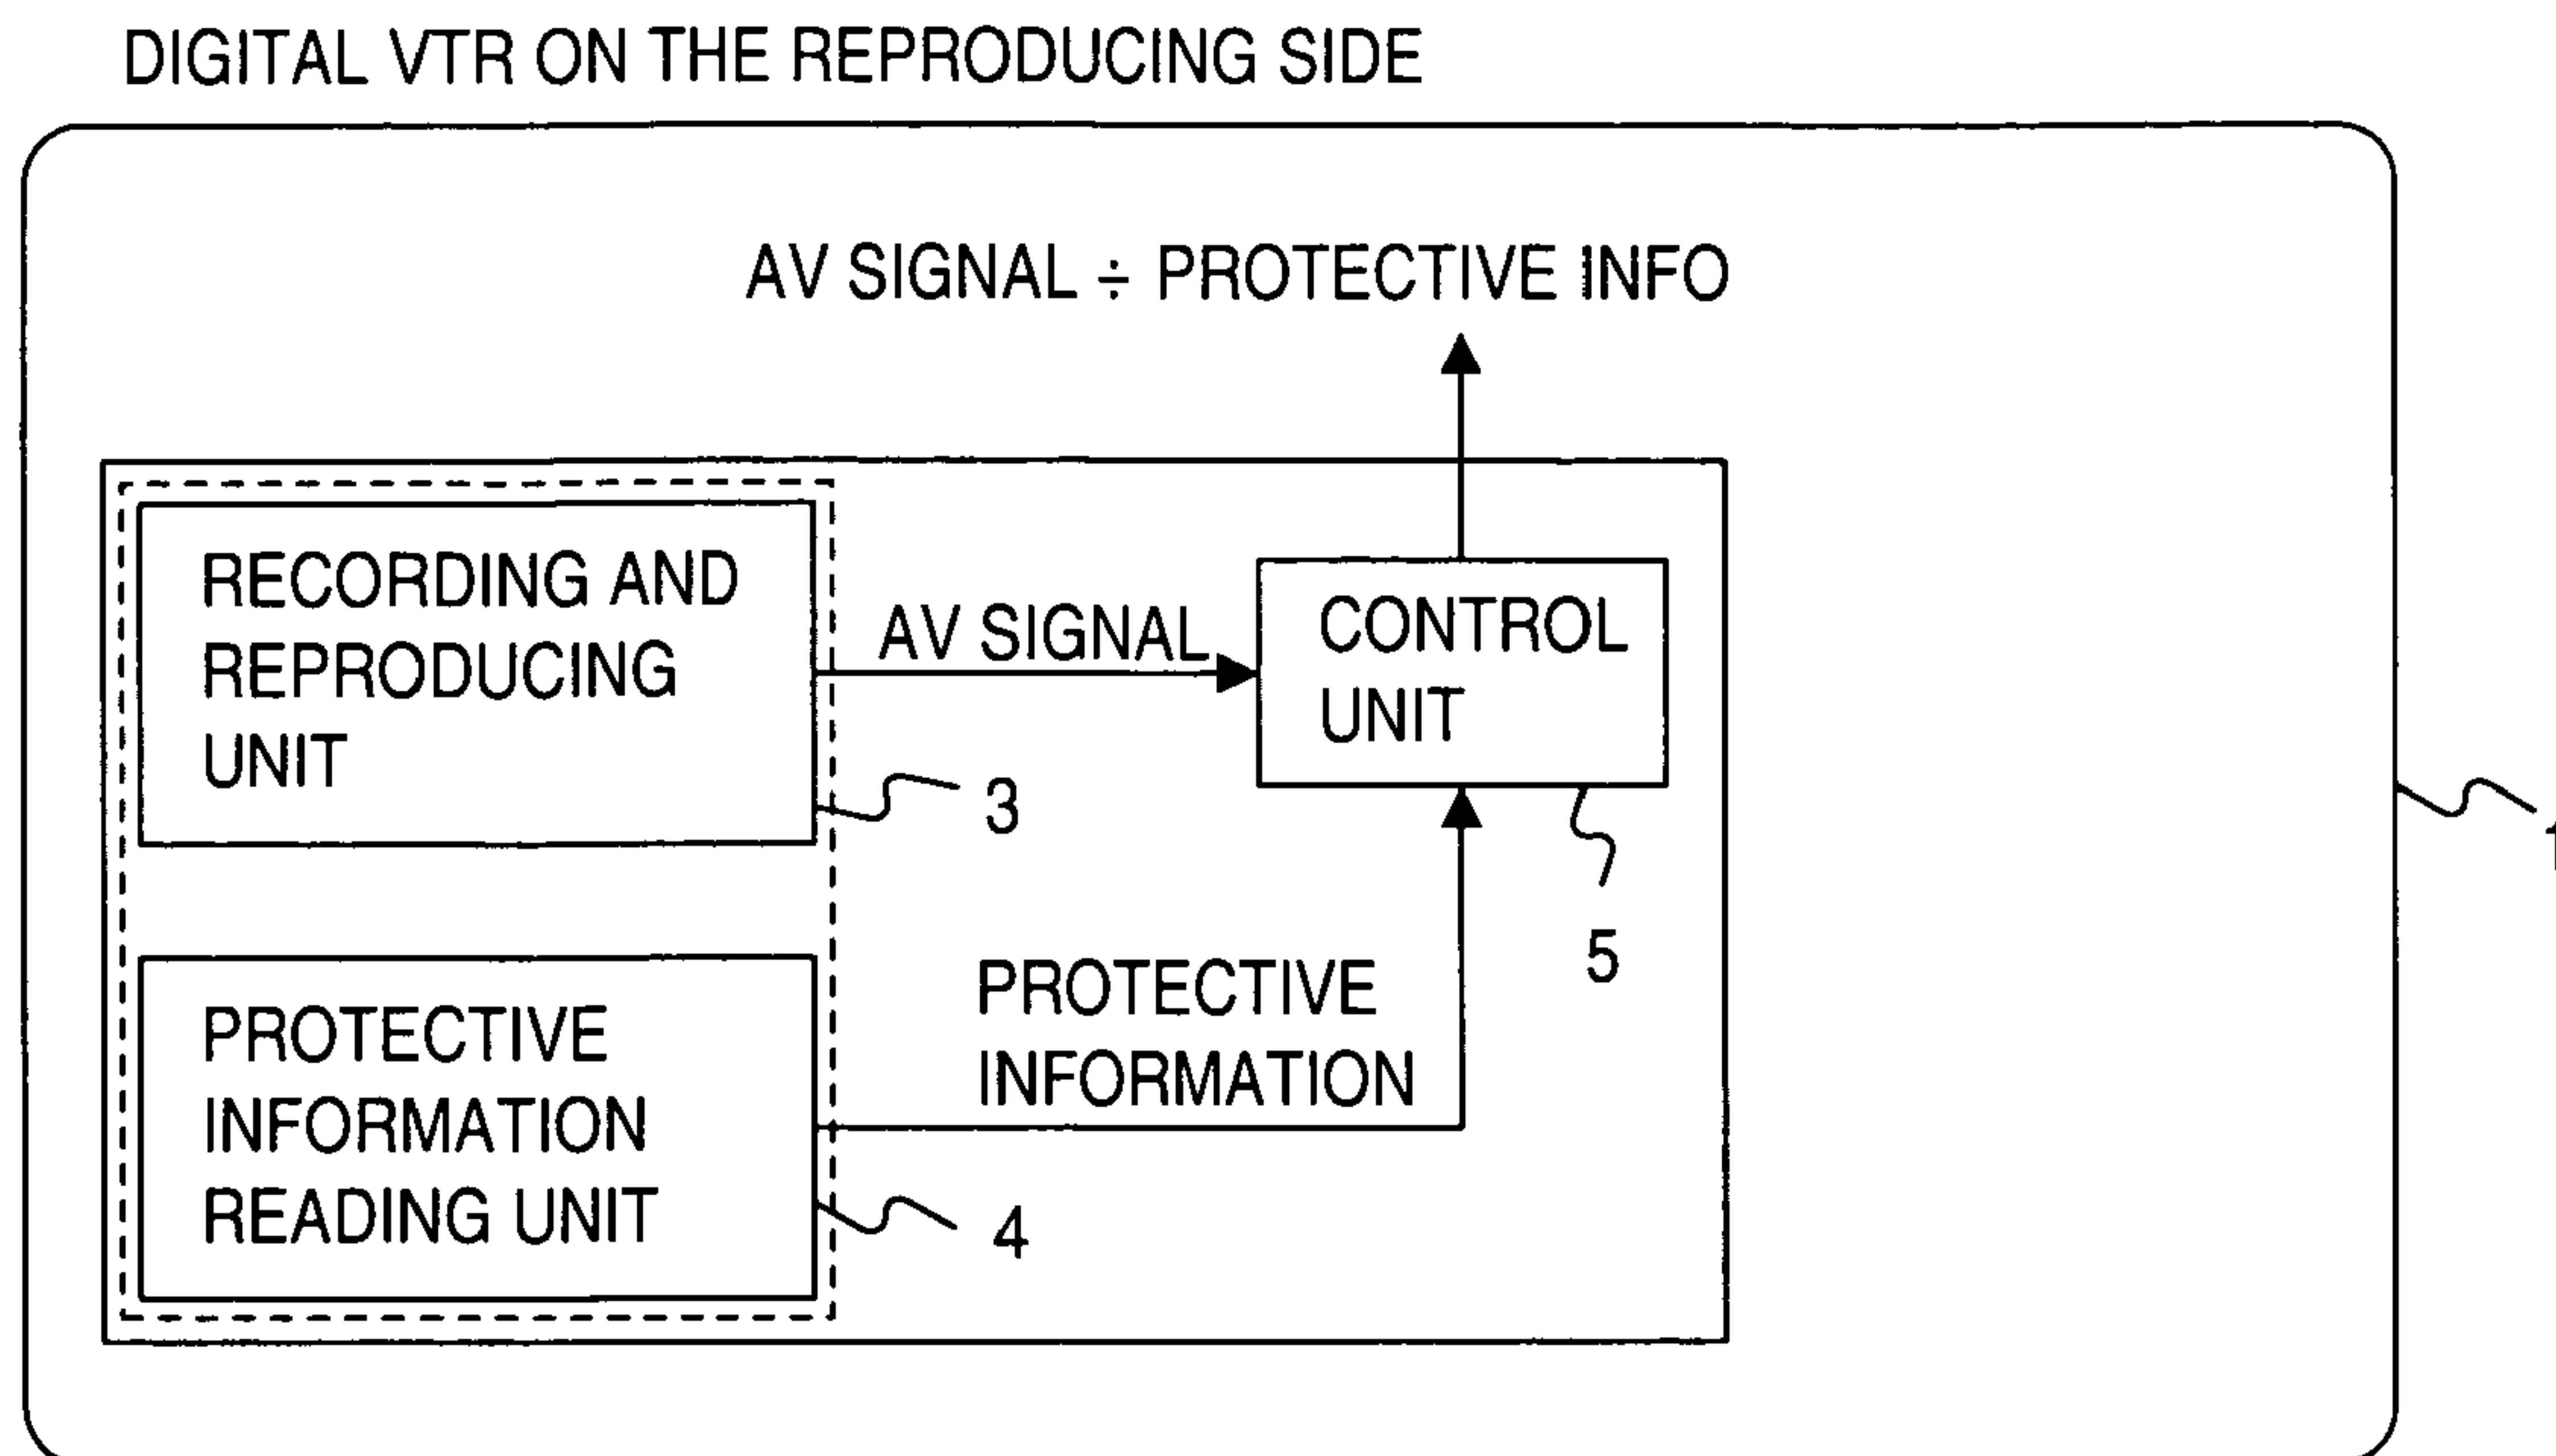 DIGITAL VTR ON THE REPRODUCING SIDE
AV SIGNAL ÷ PROTECTIVE INFO
RECORDING AND
REPRODUCING
UNIT
AV SIGNAL
CONTROL
UNIT
3
5
PROTECTIVE
INFORMATION
PROTECTIVE
INFORMATION
READING UNIT
4